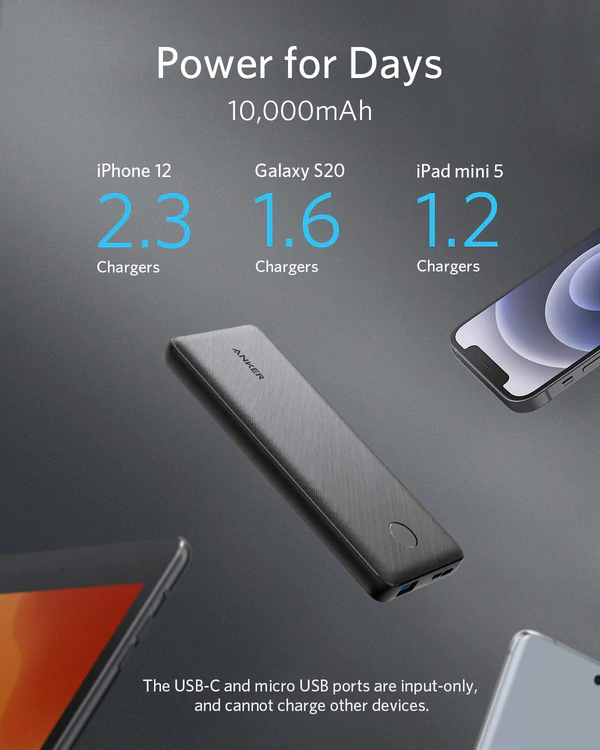 Power for Days
10,000mAh
iPhone 12 Galaxy S20 iPad mini 5
2.3 1.6 1.2
Chargers Chargers Chargers
ANKER
The USB-C and micro USB ports are input-only,
and cannot charge other devices.